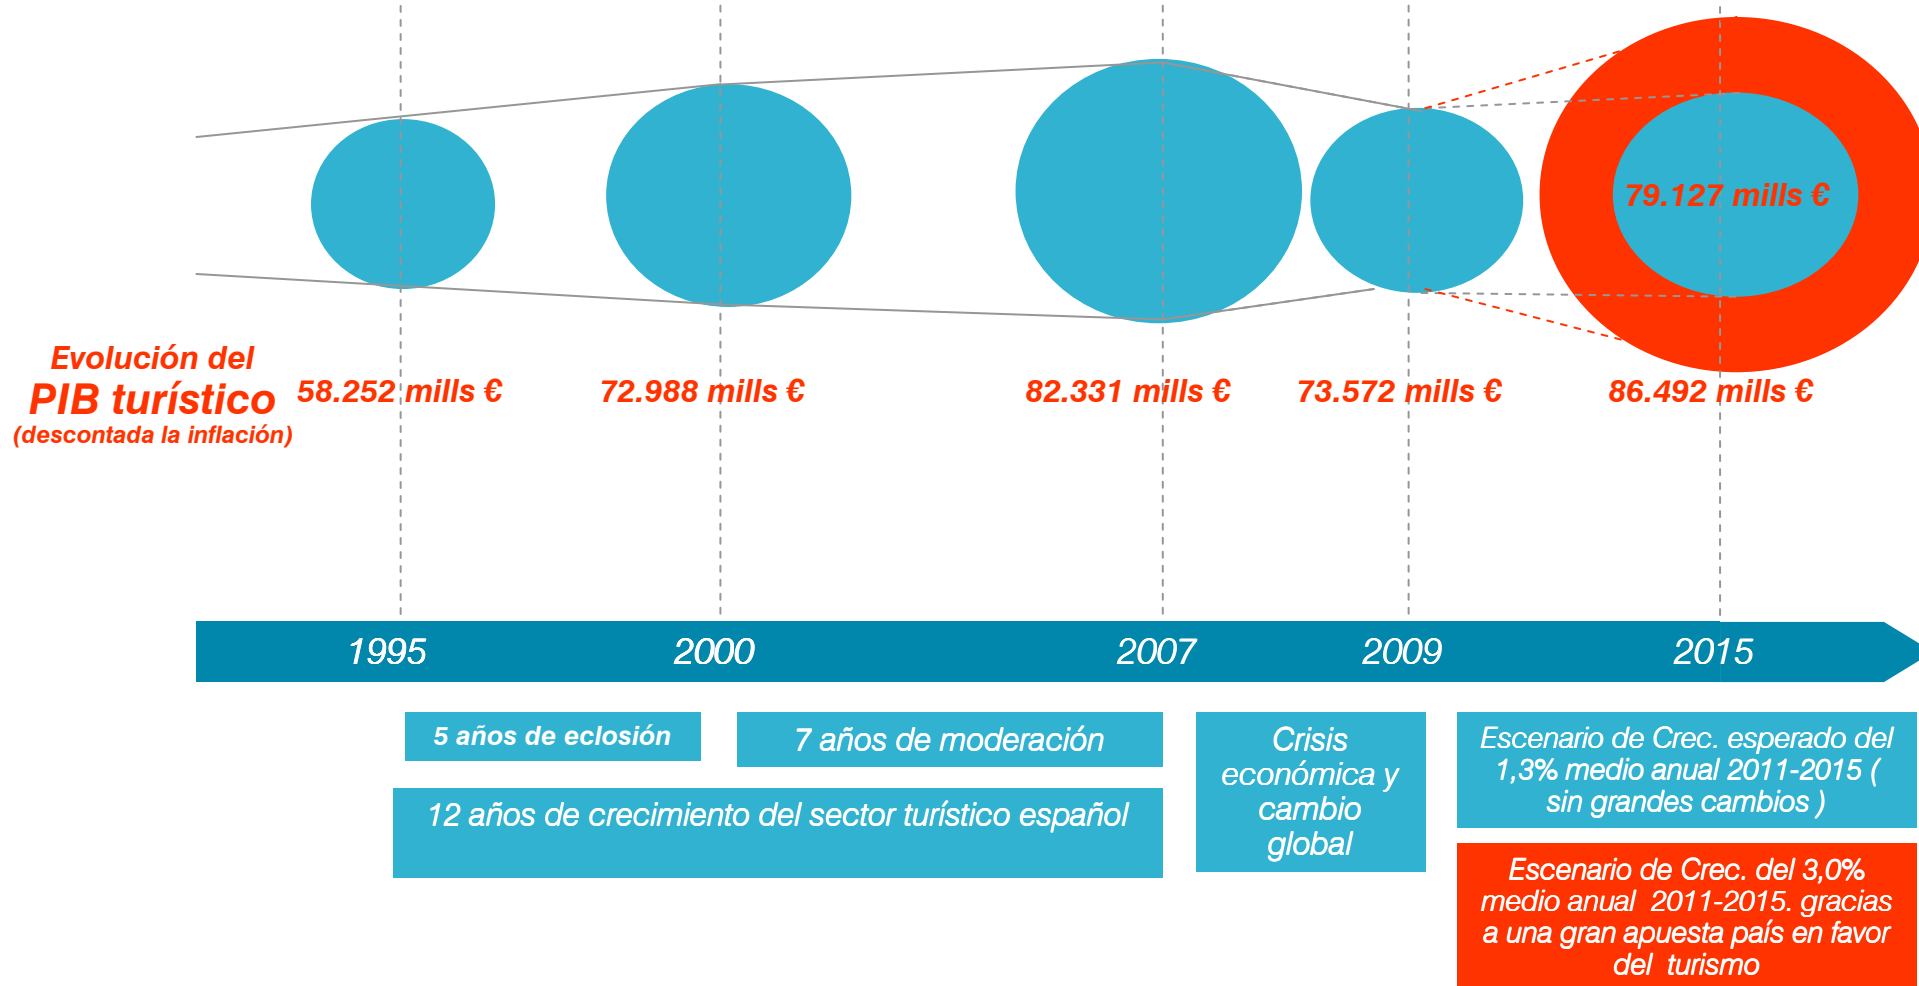 79.127 mills €
Evolución del
PIB turístico
(descontada la inflación)
58.252 mills €
72.988 mills €
82.331 mills €
73.572 mills €
86.492 mills €
1995
2000
2007
2009
2015
5 años de eclosión
7 años de moderación
12 años de crecimiento del sector turístico español
Crisis
económica y
cambio
global
Escenario de Crec. esperado del
1,3% medio anual 2011-2015 (
sin grandes cambios )
Escenario de Crec. del 3,0%
medio anual  2011-2015. gracias
a una gran apuesta país en favor
del  turismo